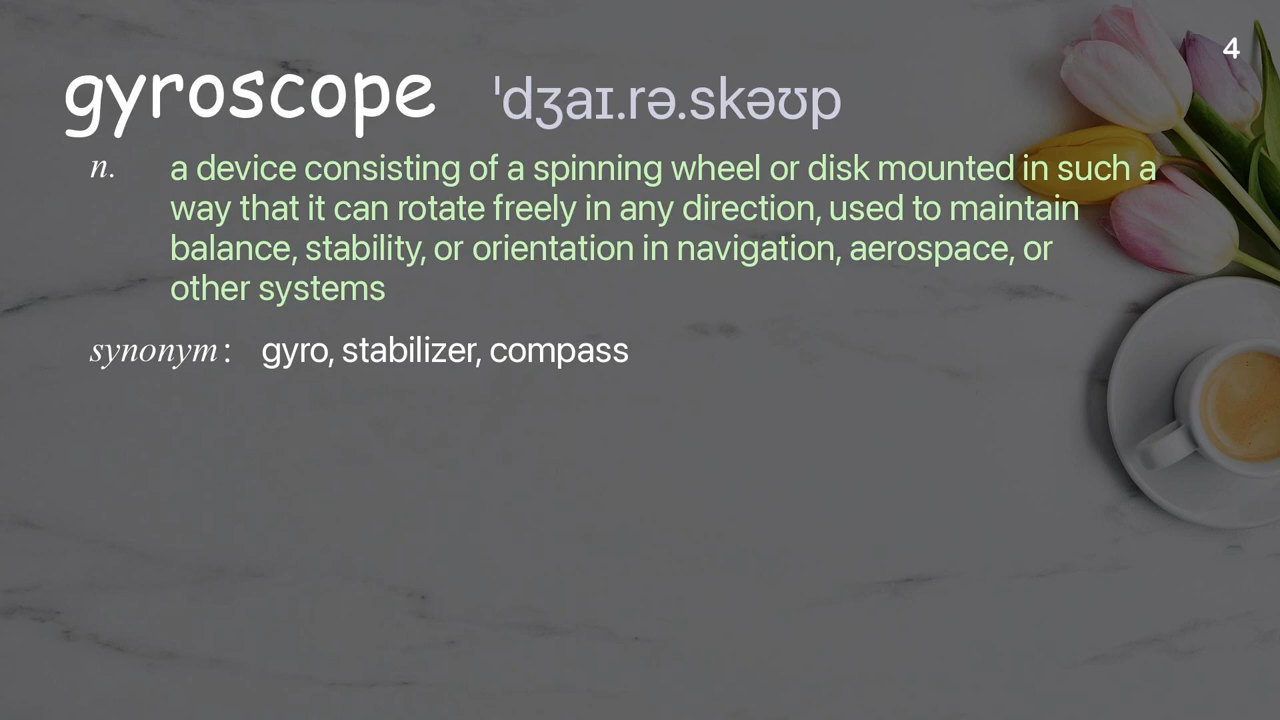 4
gyroscope ˈdʒaɪ.rə.skəʊp
n. a device consisting of a spinning wheel or disk mounted in such a
way that it can rotate freely in any direction, used to maintain
balance, stability, or orientation in navigation, aerospace, or
other systems
synonym : gyro, stabilizer, compass